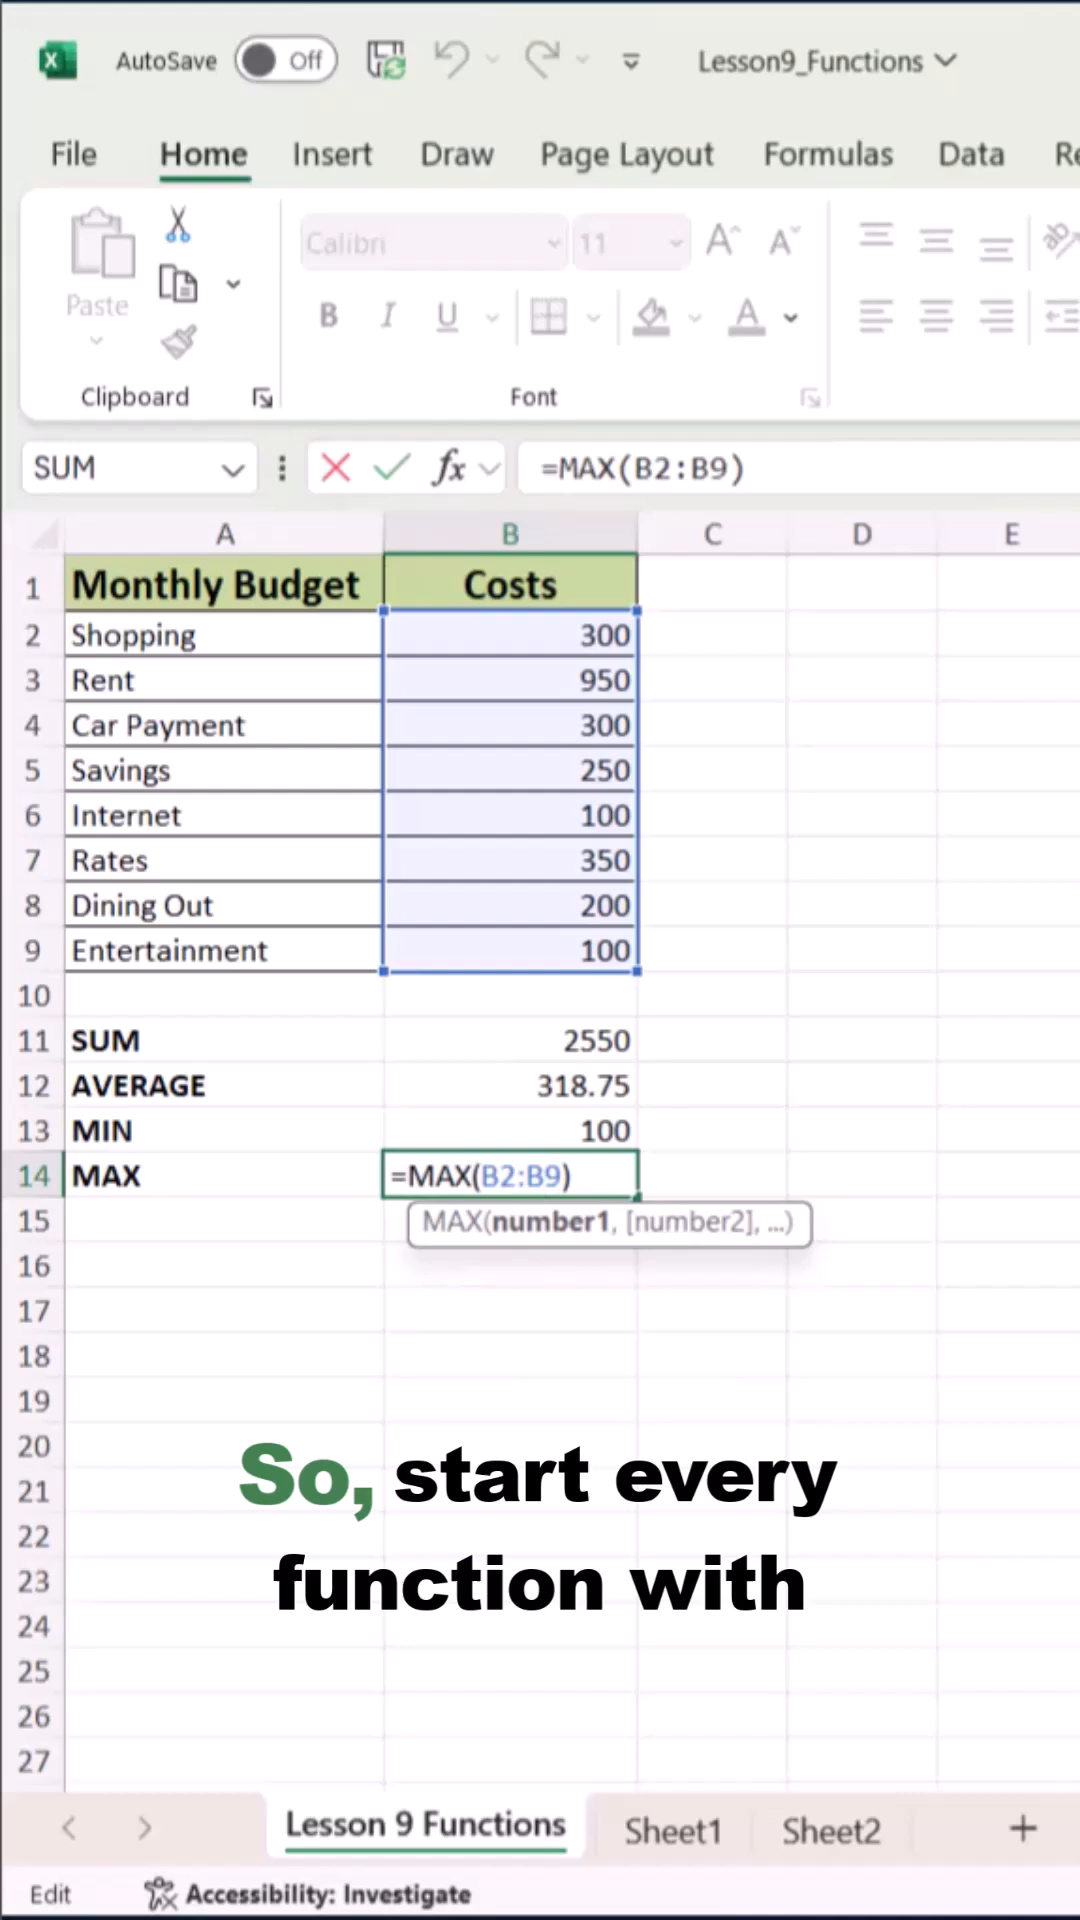 AutoSave Off Lesson9_Functions
File Home Insert Draw Page Layout Formulas Data Re
Calibri 11 A A
Paste B I U A ab
Clipboard Font
SUM fx =MAX(B2:B9)
A B C D E
1 Monthly Budget Costs
2 Shopping 300
3 Rent 950
4 Car Payment 300
5 Savings 250
6 Internet 100
7 Rates 350
8 Dining Out 200
9 Entertainment 100
10
11 SUM 2550
12 AVERAGE 318.75
13 MIN 100
14 MAX =MAX(B2:B9)
15 MAX(number1, [number2], ...)
16
17
18
19
20
So, start every
21
22
function with
23
24
25
26
27
Lesson 9 Functions Sheet1 Sheet2 +
Edit Accessibility: Investigate